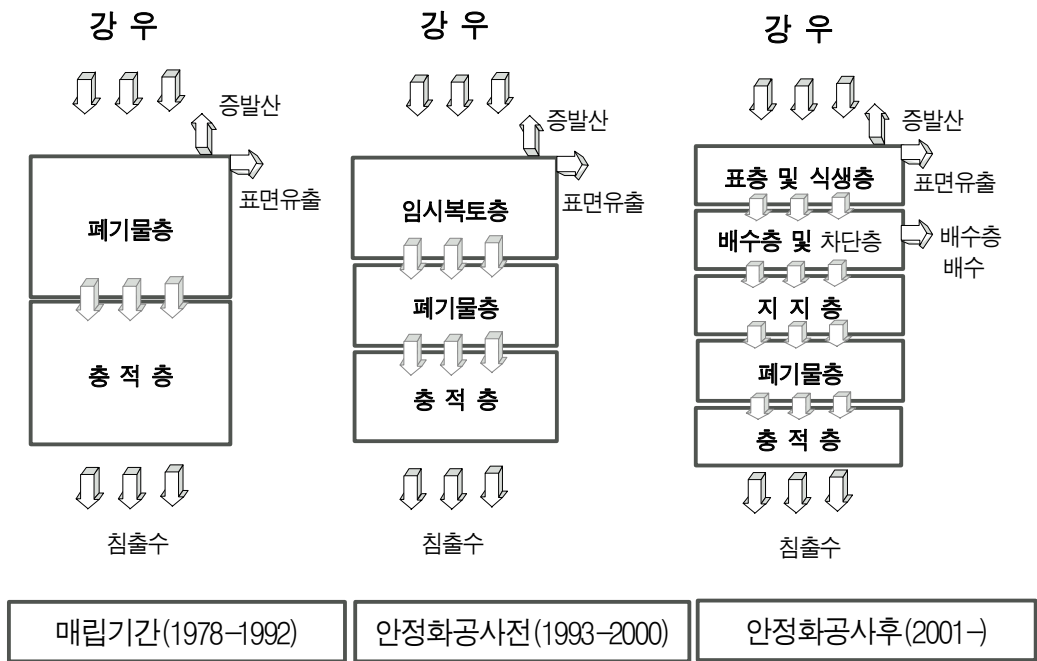 강 우
증발산
표면유출
폐기물층
충 적 층
침출수
매립기간(1978-1992)
강 우
증발산
표면유출
임시복토층
폐기물층
충 적 층
침출수
안정화공사전(1993-2000)
강 우
증발산
표면유출
표층 및 식생층
배수층 및 차단층
배수층
배수
지 지 층
폐기물층
충 적 층
침출수
안정화공사후(2001-)